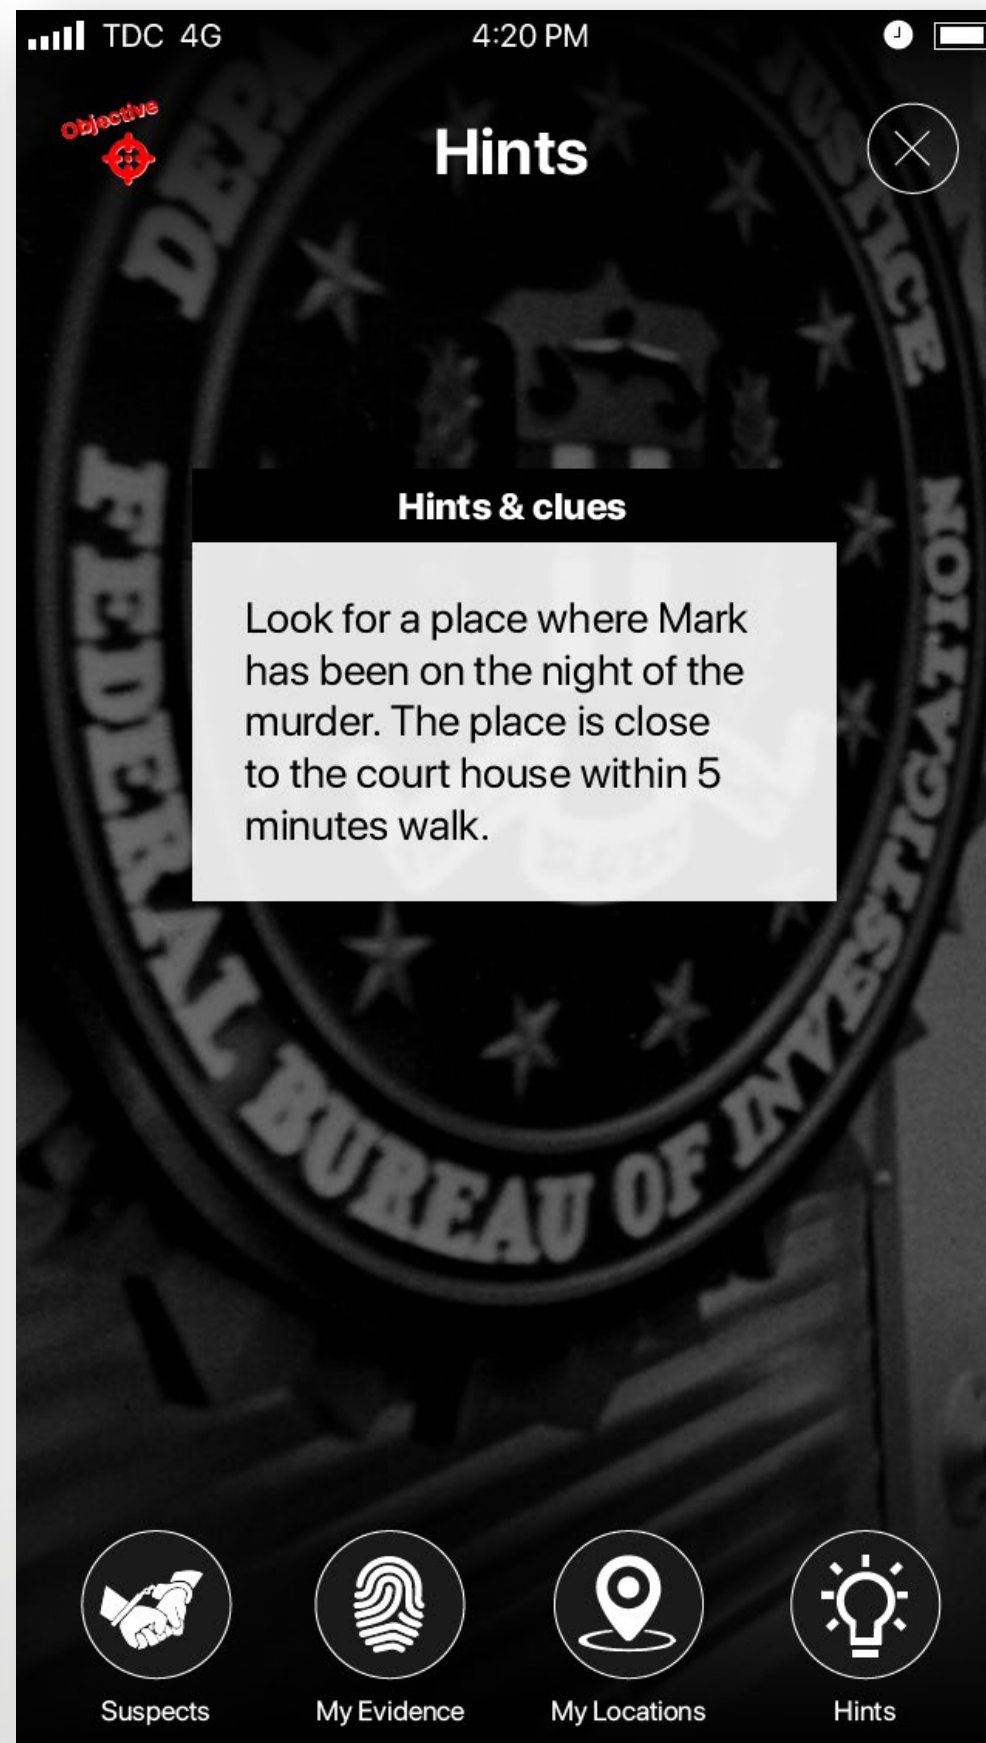 TDC 4G 4:20 PM
Objective
Hints
DEPA
USTICE
FEDERAL BUREAU OF INVESTIGATION
Hints & clues
Look for a place where Mark
has been on the night of the
murder. The place is close
to the court house within 5
minutes walk.
Suspects My Evidence My Locations Hints